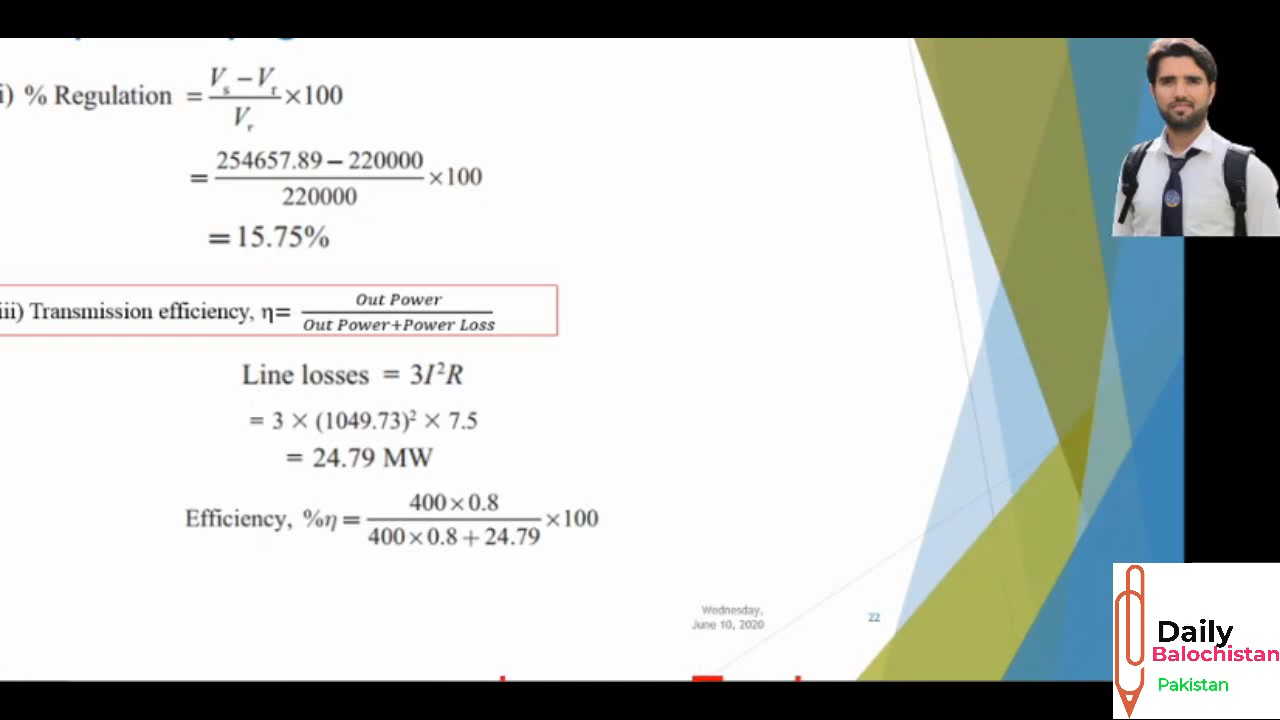 i) % Regulation = (V_s − V_r)/V_r ×100
= (254657.89 − 220000)/220000 ×100
= 15.75%
iii) Transmission efficiency, η= Out Power/(Out Power+Power Loss)
Line losses = 3I²R
= 3 × (1049.73)² × 7.5
= 24.79 MW
Efficiency, %η = (400×0.8)/(400×0.8+24.79) ×100
Wednesday,
June 10, 2020
22
Daily
Balochistan
Pakistan